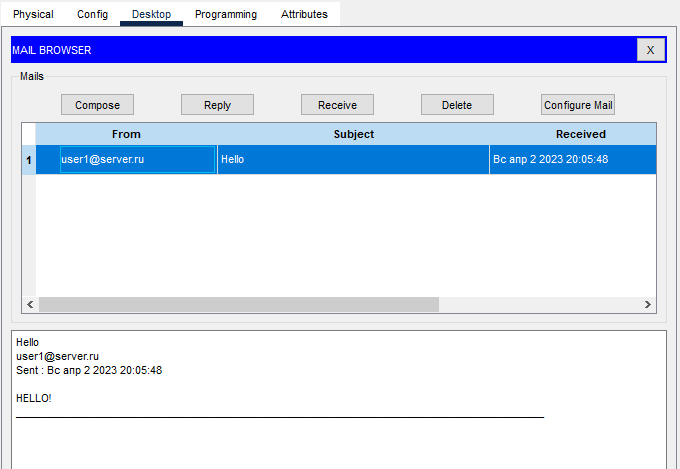 Physical Config Desktop Programming Attributes
MAIL BROWSER X
Mails
Compose Reply Receive Delete Configure Mail
From Subject Received
1 user1@server.ru Hello Вс апр 2 2023 20:05:48
Hello
user1@server.ru
Sent : Вс апр 2 2023 20:05:48
HELLO!